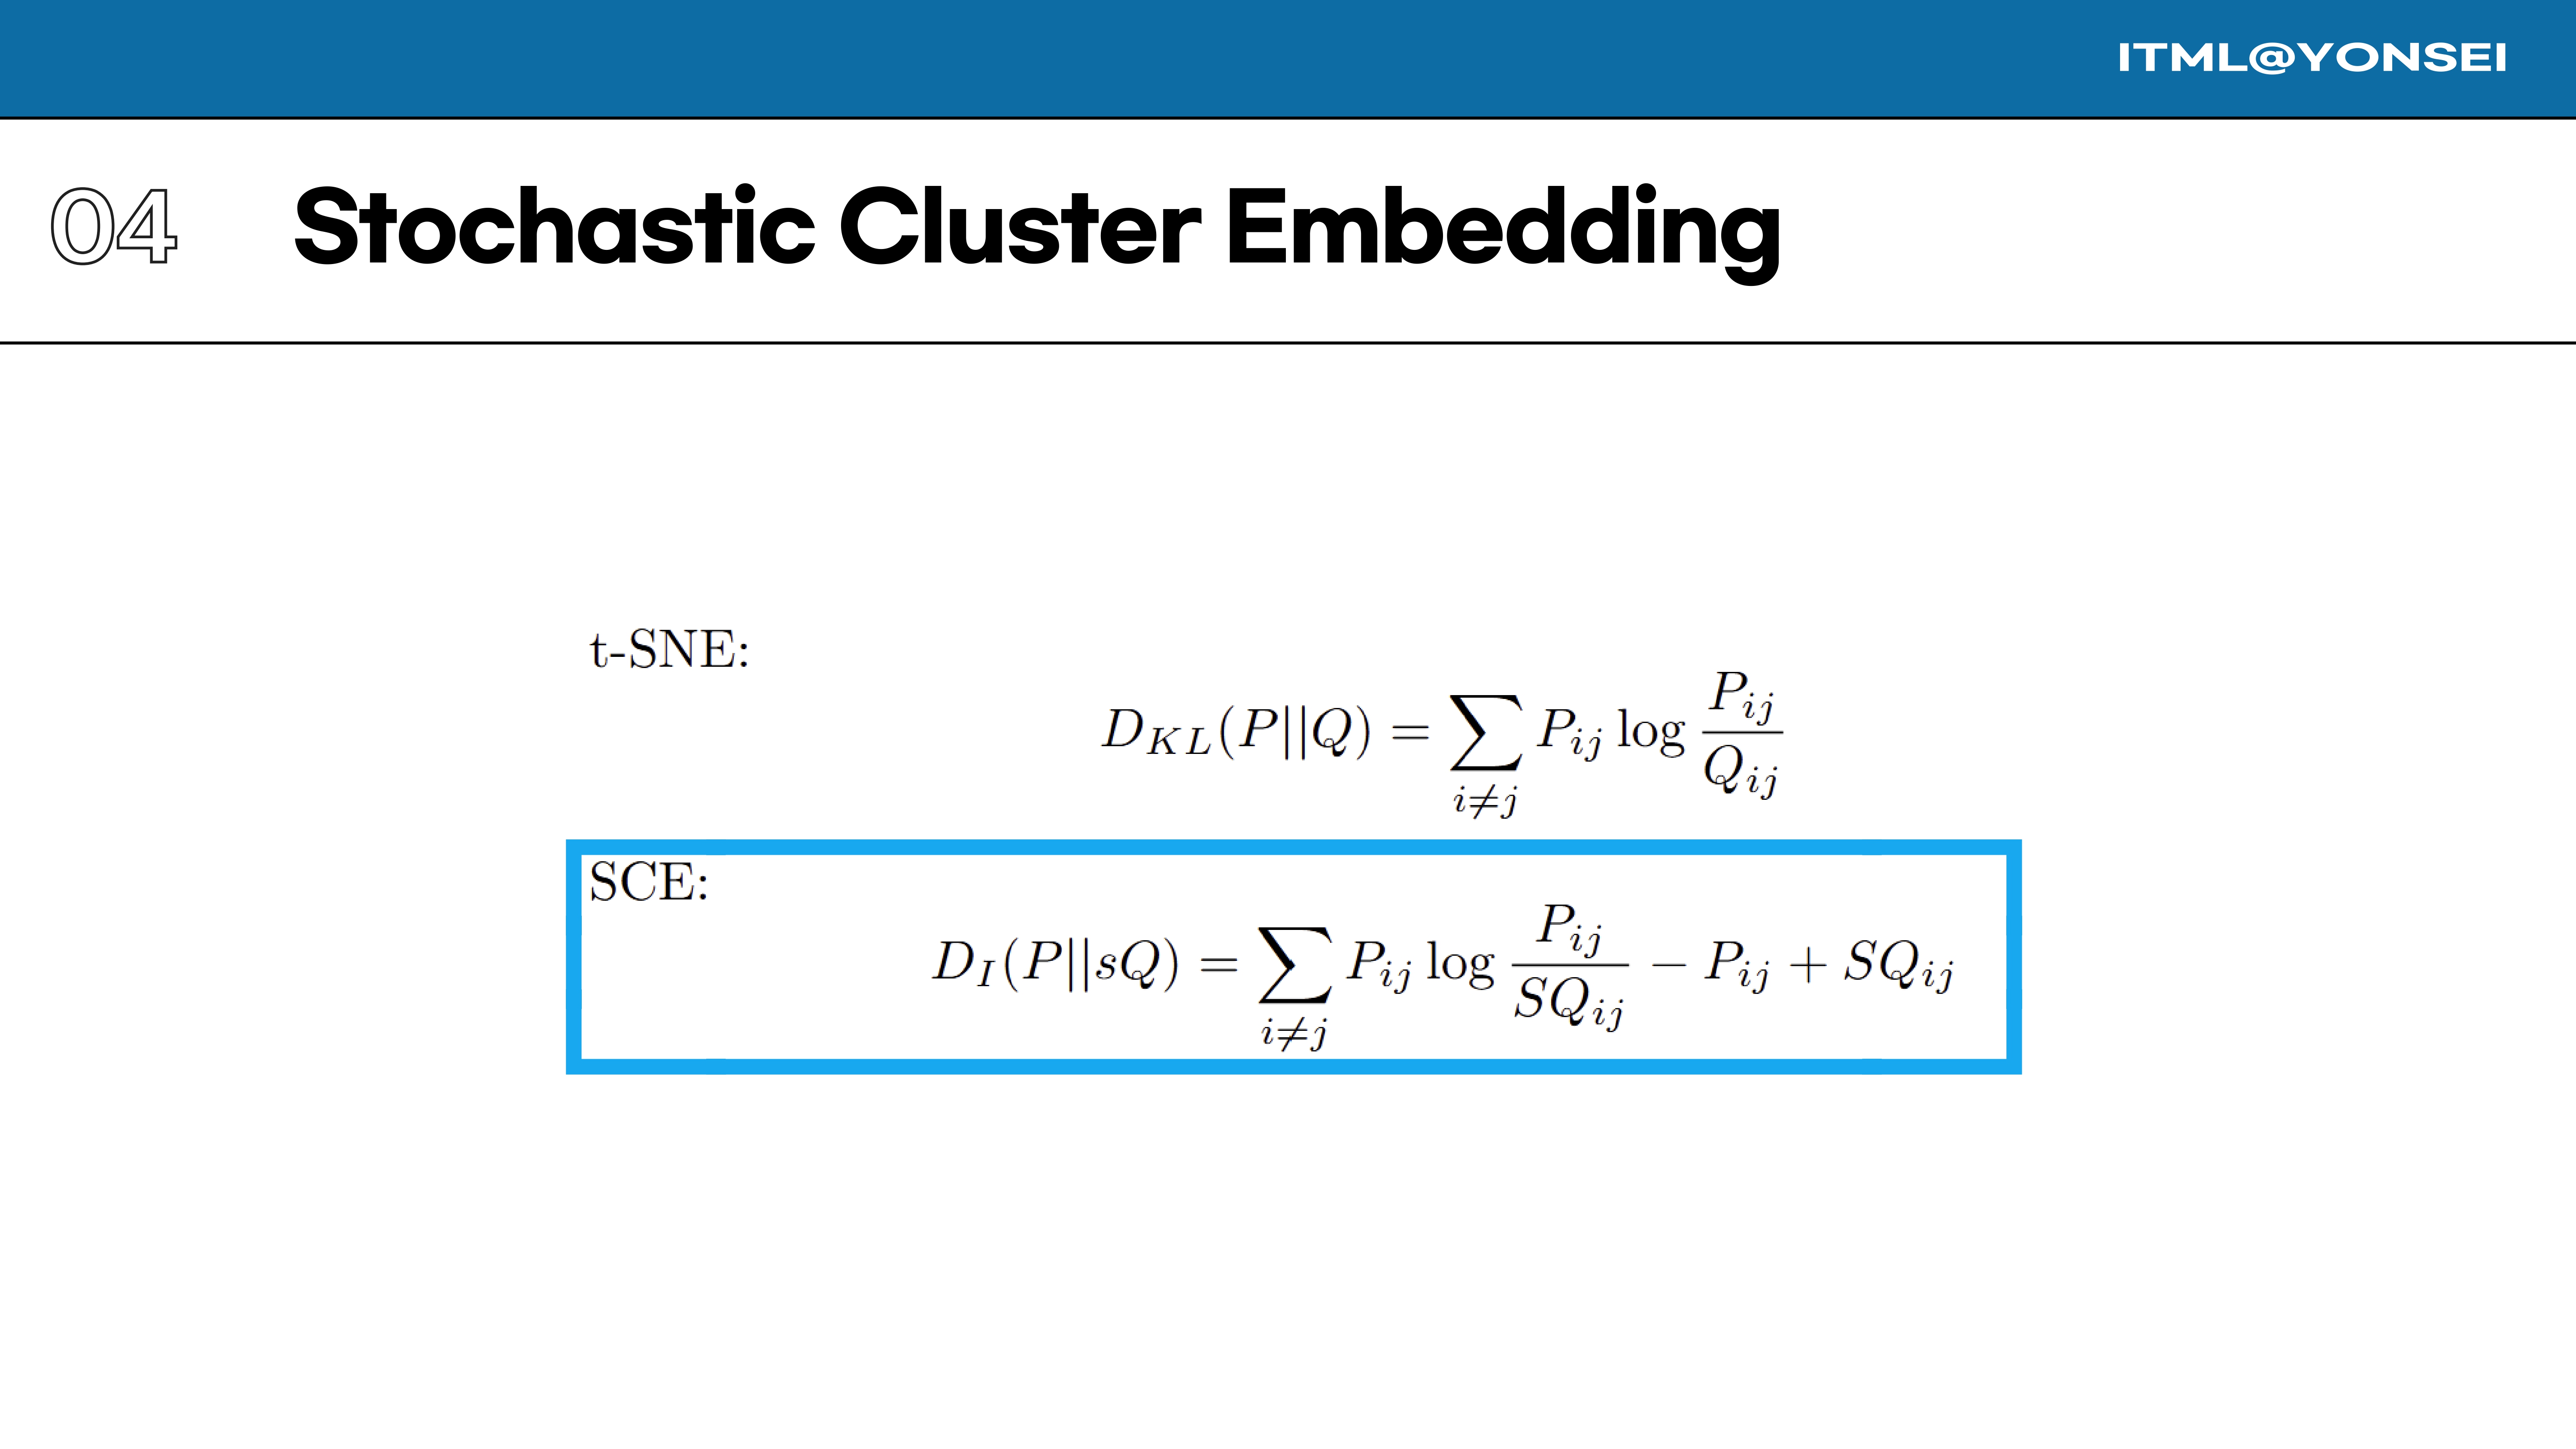 ITML@YONSEI
04 Stochastic Cluster Embedding
t-SNE:
$D_{KL}(P||Q) = \sum_{i \neq j} P_{ij} \log \frac{P_{ij}}{Q_{ij}}$
SCE:
$D_I(P||sQ) = \sum_{i \neq j} P_{ij} \log \frac{P_{ij}}{SQ_{ij}} - P_{ij} + SQ_{ij}$